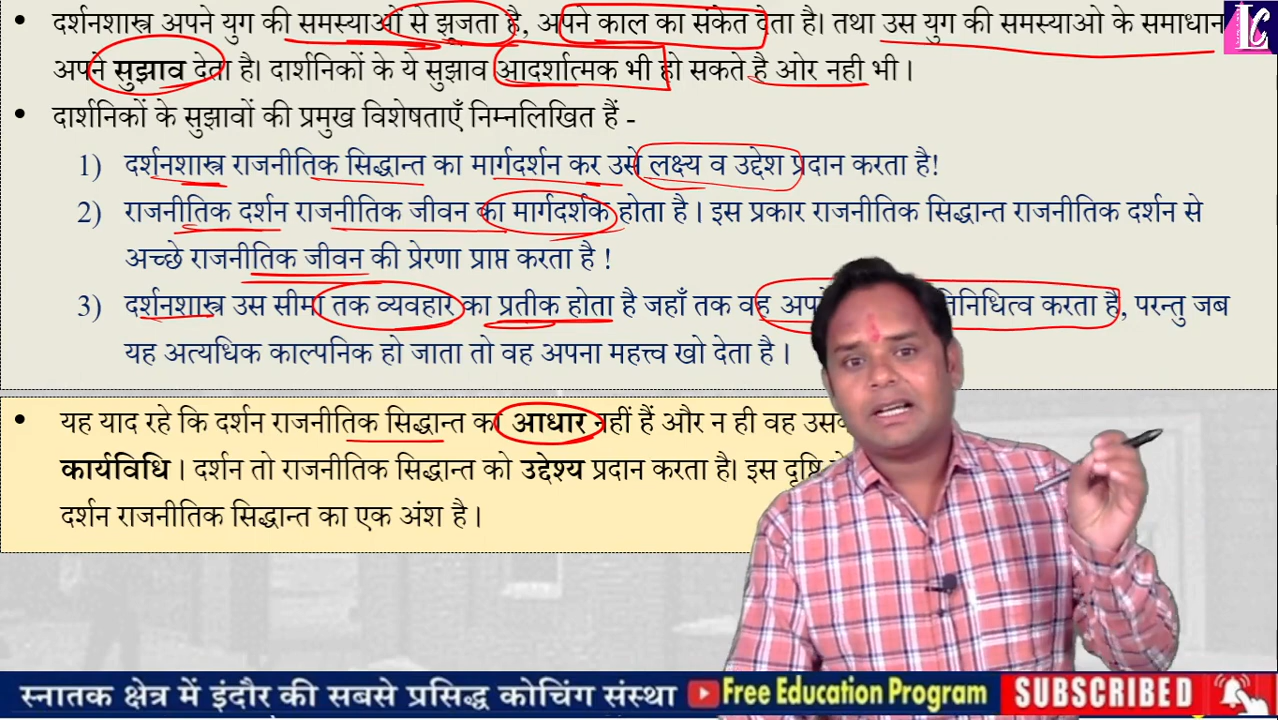 दर्शनशास्त्र अपने युग की समस्याओं से झूजता है, अपने काल का संकेत देता है। तथा उस युग की समस्याओ के समाधान
LC
अपने सुझाव देता है। दार्शनिकों के ये सुझाव आदर्शात्मक भी हो सकते है ओर नही भी।
दार्शनिकों के सुझावों की प्रमुख विशेषताएँ निम्नलिखित हैं -
1) दर्शनशास्त्र राजनीतिक सिद्धान्त का मार्गदर्शन कर उसे लक्ष्य व उद्देश प्रदान करता है!
2) राजनीतिक दर्शन राजनीतिक जीवन का मार्गदर्शक होता है। इस प्रकार राजनीतिक सिद्धान्त राजनीतिक दर्शन से
अच्छे राजनीतिक जीवन की प्रेरणा प्राप्त करता है !
3) दर्शनशास्त्र उस सीमा तक व्यवहार का प्रतीक होता है जहाँ तक वह करता है, परन्तु जब
यह अत्यधिक काल्पनिक हो जाता तो वह अपना महत्त्व खो देता है।
यह याद रहे कि दर्शन राजनीतिक सिद्धान्त का आधार नहीं हैं और न ही वह
कार्यविधि। दर्शन तो राजनीतिक सिद्धान्त को उद्देश्य प्रदान करता है। इस दृष्टि
दर्शन राजनीतिक सिद्धान्त का एक अंश है।
स्नातक क्षेत्र में इंदौर की सबसे प्रसिद्ध कोचिंग संस्था Free Education Program SUBSCRIBED